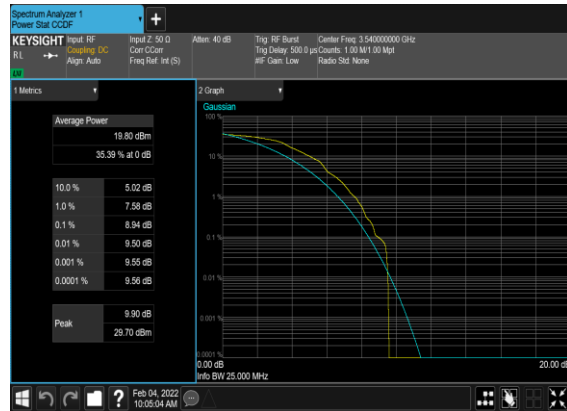 Spectrum Analyzer 1
Power Stat CCDF
KEYSIGHT Input: RF Input Z: 50 Ω Atten: 40 dB Trig: RF Burst Center Freq: 3.540000000 GHz
RL Coupling: DC Corr CCorr Trig Delay: 500.0 µs Counts: 1.00 M/1.00 Mpt
Align: Auto Freq Ref: Int (S) #IF Gain: Low Radio Std: None
1 Metrics
Average Power
19.80 dBm
35.39 % at 0 dB
10.0 % 5.02 dB
1.0 % 7.58 dB
0.1 % 8.94 dB
0.01 % 9.50 dB
0.001 % 9.55 dB
0.0001 % 9.56 dB
Peak 9.90 dB
29.70 dBm
2 Graph
Gaussian
100 %
10 %
1 %
0.1 %
0.01 %
0.001 %
0.0001 %
0.00 dB 20.00 dB
Info BW 25.000 MHz
? Feb 04, 2022
10:05:04 AM